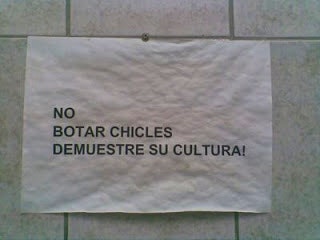 NO
BOTAR CHICLES
DEMUESTRE SU CULTURA!